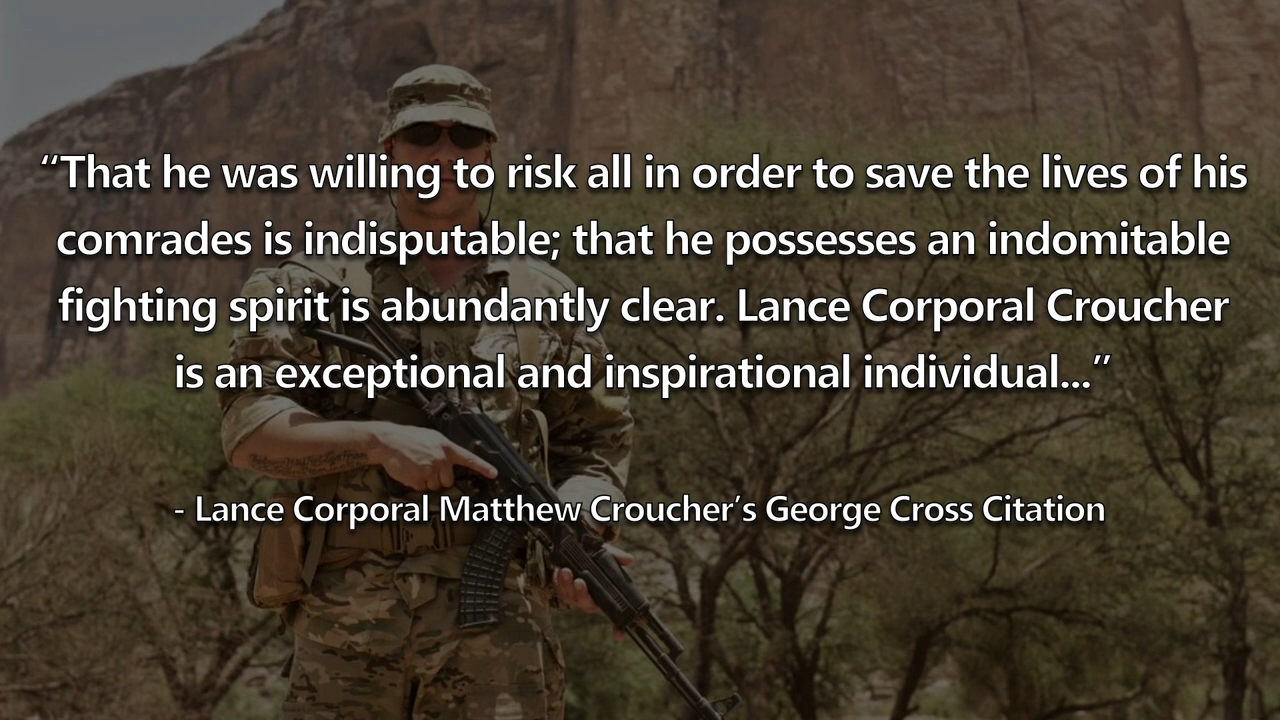 “That he was willing to risk all in order to save the lives of his
comrades is indisputable; that he possesses an indomitable
fighting spirit is abundantly clear. Lance Corporal Croucher
is an exceptional and inspirational individual...”
- Lance Corporal Matthew Croucher’s George Cross Citation